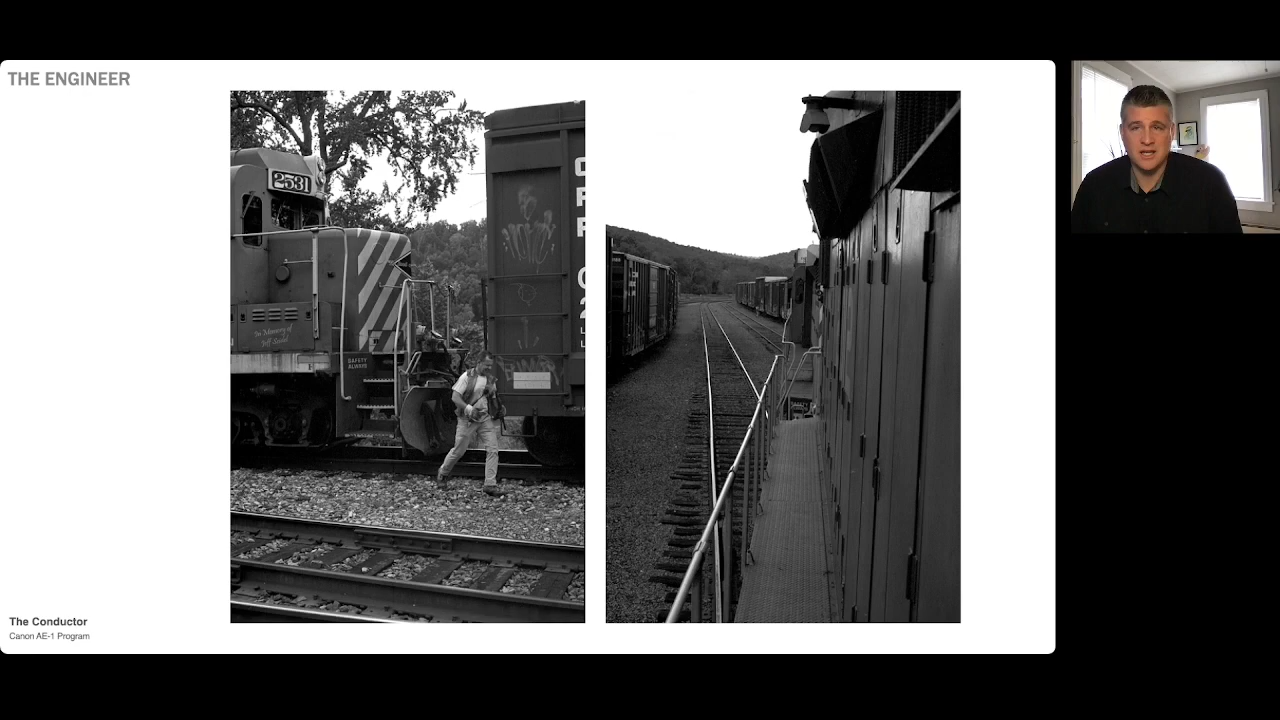 THE ENGINEER
2531
In Memory of
Jeff
SAFETY
ALWAYS
The Conductor
Canon AE-1 Program